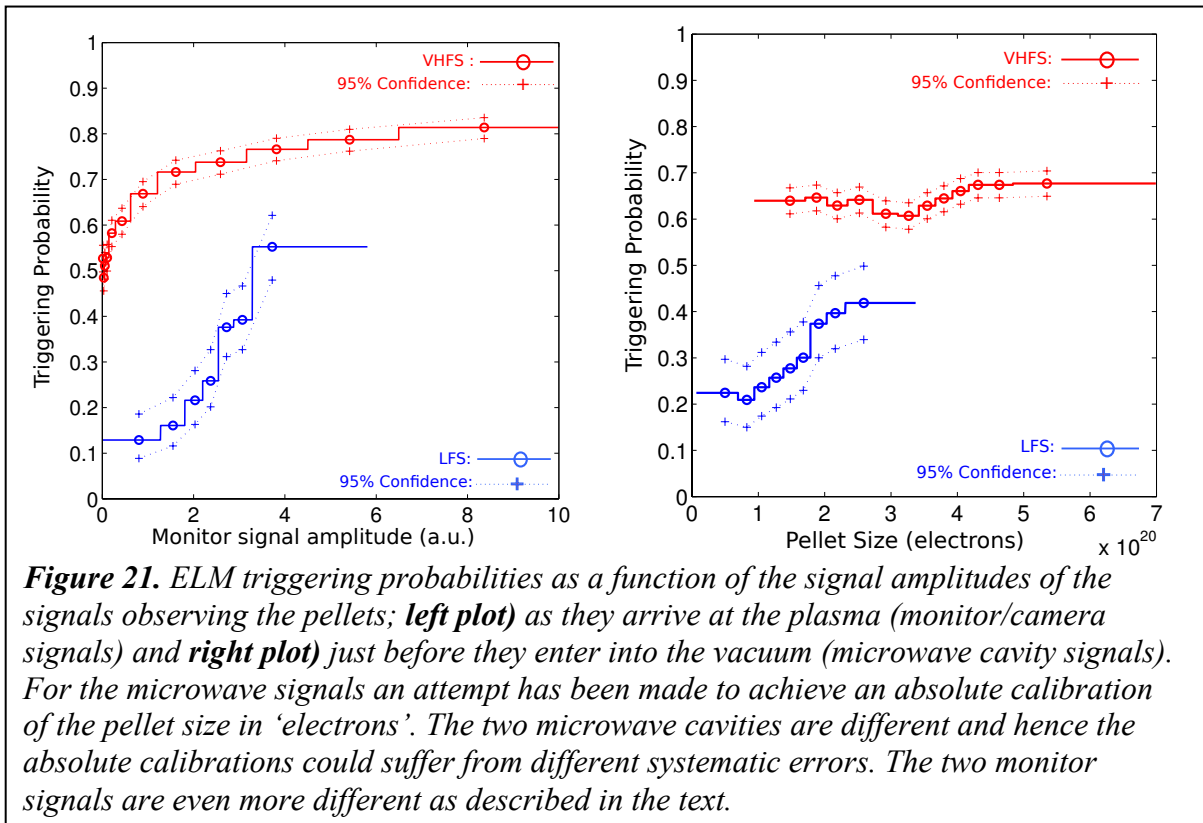 1
0.9
0.8
0.7
0.6
0.5
0.4
0.3
0.2
0.1
0
Triggering Probability
VHFS :
95% Confidence:
LFS:
95% Confidence:
0 2 4 6 8 10
Monitor signal amplitude (a.u.)
1
0.9
0.8
0.7
0.6
0.5
0.4
0.3
0.2
0.1
0
Triggering Probability
VHFS:
95% Confidence:
LFS:
95% Confidence:
0 1 2 3 4 5 6 7
Pellet Size (electrons)
x 10^20
Figure 21. ELM triggering probabilities as a function of the signal amplitudes of the
signals observing the pellets; left plot) as they arrive at the plasma (monitor/camera
signals) and right plot) just before they enter into the vacuum (microwave cavity signals).
For the microwave signals an attempt has been made to achieve an absolute calibration
of the pellet size in ‘electrons’. The two microwave cavities are different and hence the
absolute calibrations could suffer from different systematic errors. The two monitor
signals are even more different as described in the text.